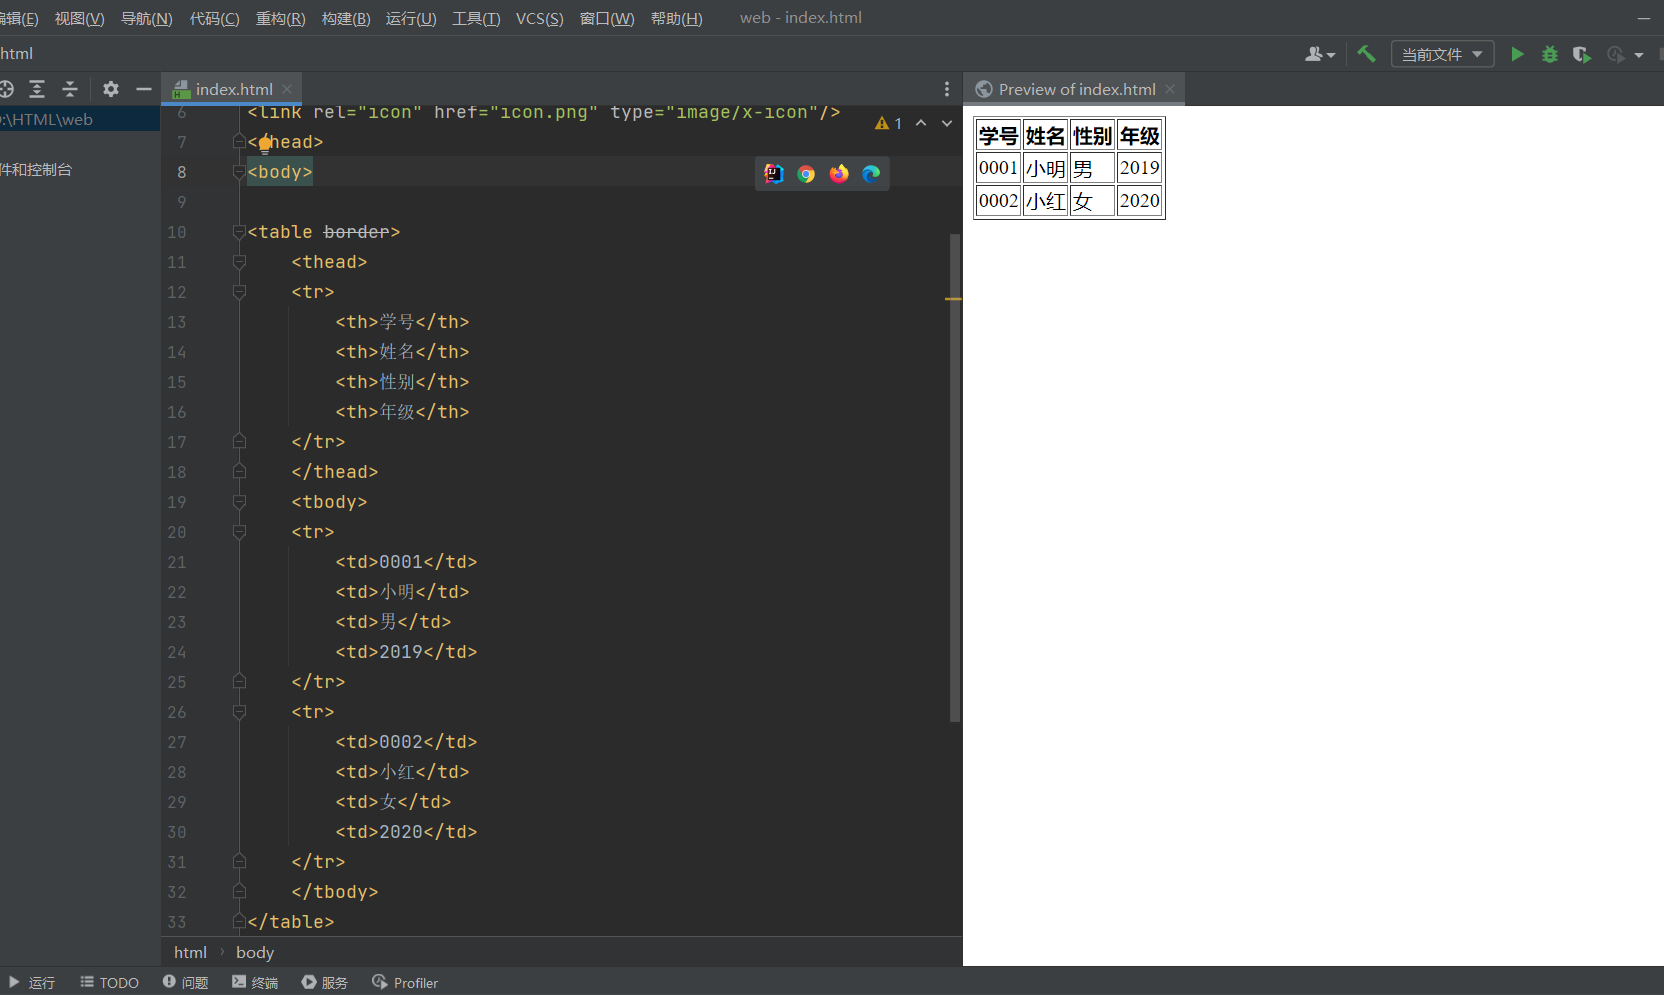 编辑(E) 视图(V) 导航(N) 代码(C) 重构(R) 构建(B) 运行(U) 工具(T) VCS(S) 窗口(W) 帮助(H) web - index.html
html 当前文件
index.html
Preview of index.html
:\HTML\web
件和控制台
1
6 <link rel="icon" href="icon.png" type="image/x-icon"/>
7 </head>
8 <body>
9
10 <table border>
11 <thead>
12 <tr>
13 <th>学号</th>
14 <th>姓名</th>
15 <th>性别</th>
16 <th>年级</th>
17 </tr>
18 </thead>
19 <tbody>
20 <tr>
21 <td>0001</td>
22 <td>小明</td>
23 <td>男</td>
24 <td>2019</td>
25 </tr>
26 <tr>
27 <td>0002</td>
28 <td>小红</td>
29 <td>女</td>
30 <td>2020</td>
31 </tr>
32 </tbody>
33 </table>
html › body
学号 姓名 性别 年级
0001 小明 男 2019
0002 小红 女 2020
运行 TODO 问题 终端 服务 Profiler